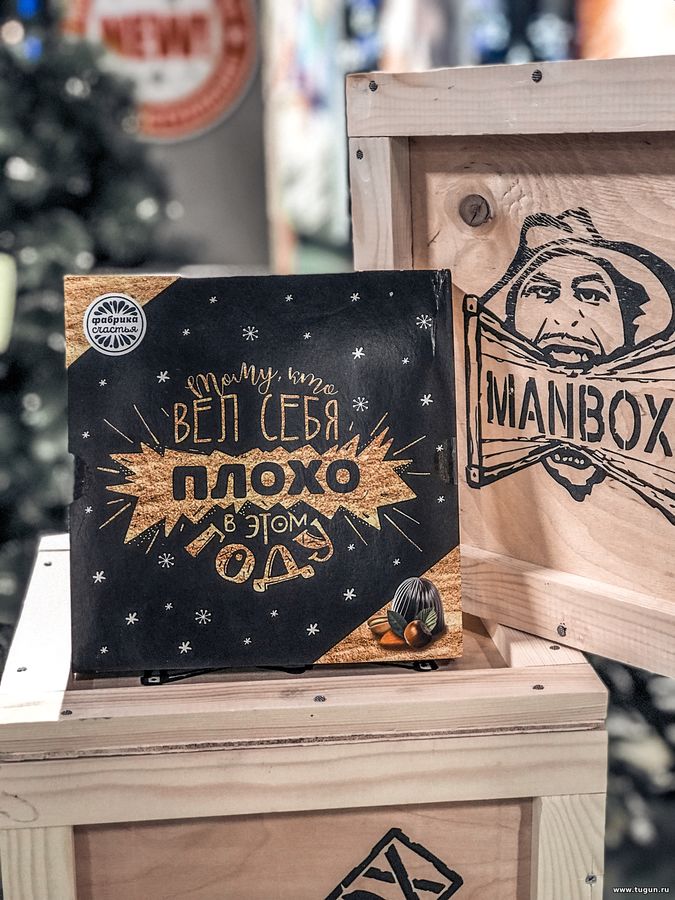 NEW!
фабрика
счастья
Тому, кто
ВЁЛ СЕБЯ
ПЛОХО
В ЭТОМ
ГОДУ
MANBOX
www.tugun.ru